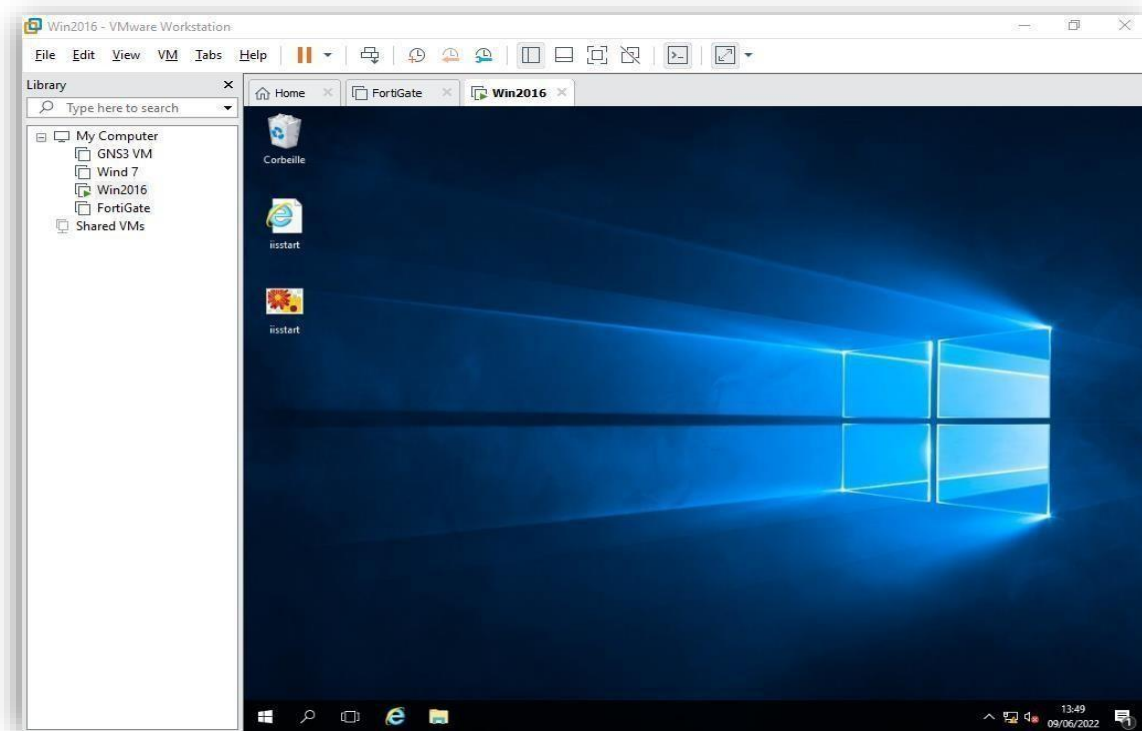 Win2016 - VMware Workstation
File Edit View VM Tabs Help
Library
Type here to search
Home FortiGate Win2016
My Computer
GNS3 VM
Wind 7
Win2016
FortiGate
Shared VMs
Corbeille
iisstart
iisstart
13:49
09/06/2022
1